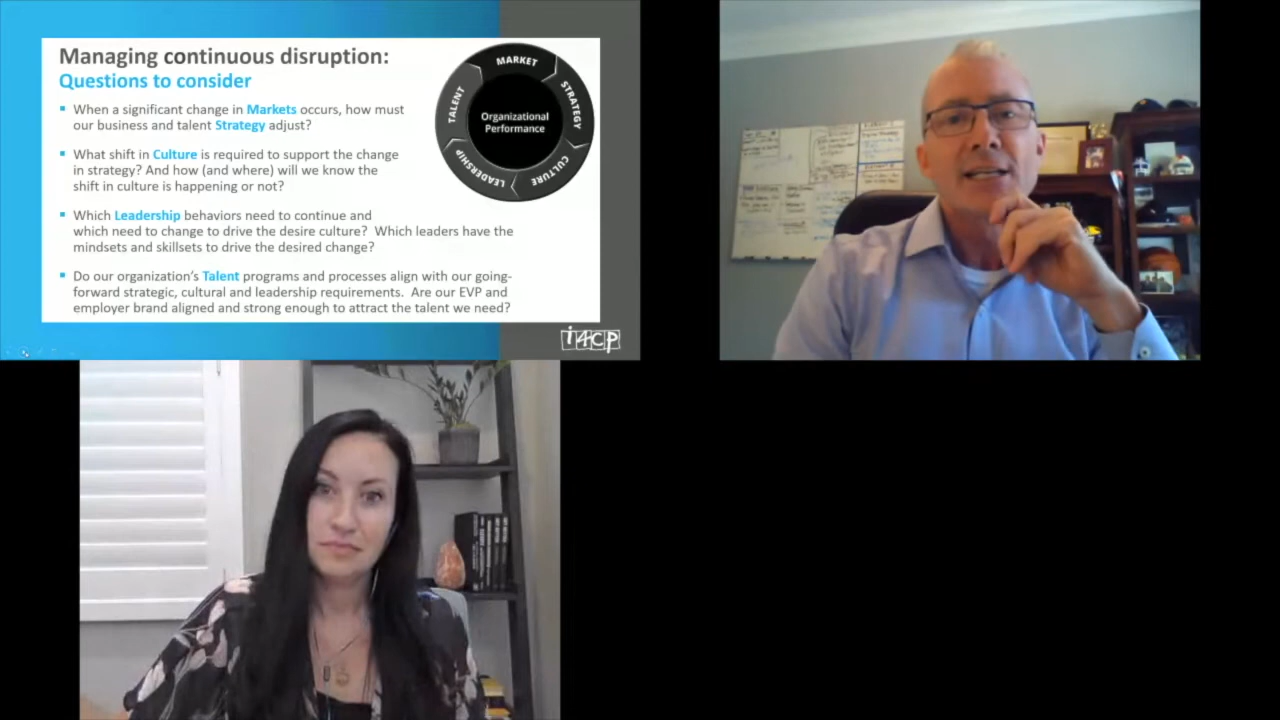 Managing continuous disruption:
Questions to consider
When a significant change in Markets occurs, how must
our business and talent Strategy adjust?
What shift in Culture is required to support the change
in strategy? And how (and where) will we know the
shift in culture is happening or not?
Which Leadership behaviors need to continue and
which need to change to drive the desire culture? Which leaders have the
mindsets and skillsets to drive the desired change?
Do our organization's Talent programs and processes align with our going-
forward strategic, cultural and leadership requirements. Are our EVP and
employer brand aligned and strong enough to attract the talent we need?
MARKET
STRATEGY
CULTURE
LEADERSHIP
TALENT
Organizational
Performance
i4cp